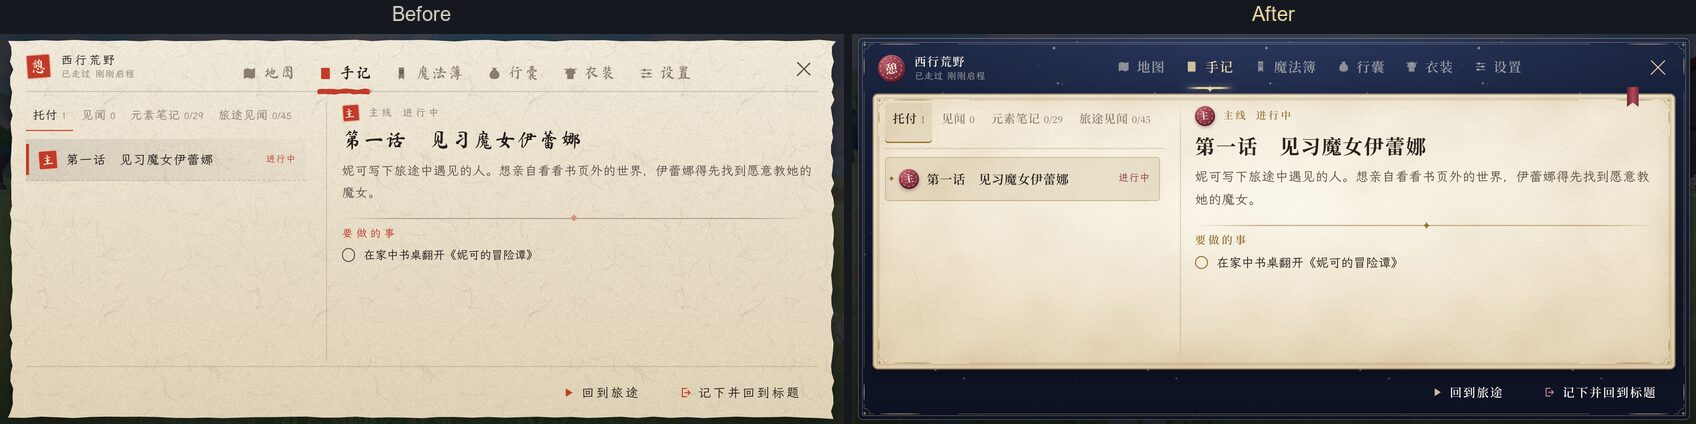 Before
憩
西行荒野
已走过 刚刚启程
地图
手记
魔法簿
行囊
衣装
设置
托付 1
见闻 0
元素笔记 0/29
旅途见闻 0/45
主 第一话 见习魔女伊蕾娜 进行中
主 主线 进行中
第一话 见习魔女伊蕾娜
妮可写下旅途中遇见的人。想亲自看看书页外的世界，伊蕾娜得先找到愿意教她的
魔女。
要做的事
在家中书桌翻开《妮可的冒险谭》
回到旅途
记下并回到标题
After
憩
西行荒野
已走过 刚刚启程
地图
手记
魔法簿
行囊
衣装
设置
托付 1
见闻 0
元素笔记 0/29
旅途见闻 0/45
主 第一话 见习魔女伊蕾娜 进行中
主 主线 进行中
第一话 见习魔女伊蕾娜
妮可写下旅途中遇见的人。想亲自看看书页外的世界，伊蕾娜得先找到愿意教
她的魔女。
要做的事
在家中书桌翻开《妮可的冒险谭》
回到旅途
记下并回到标题